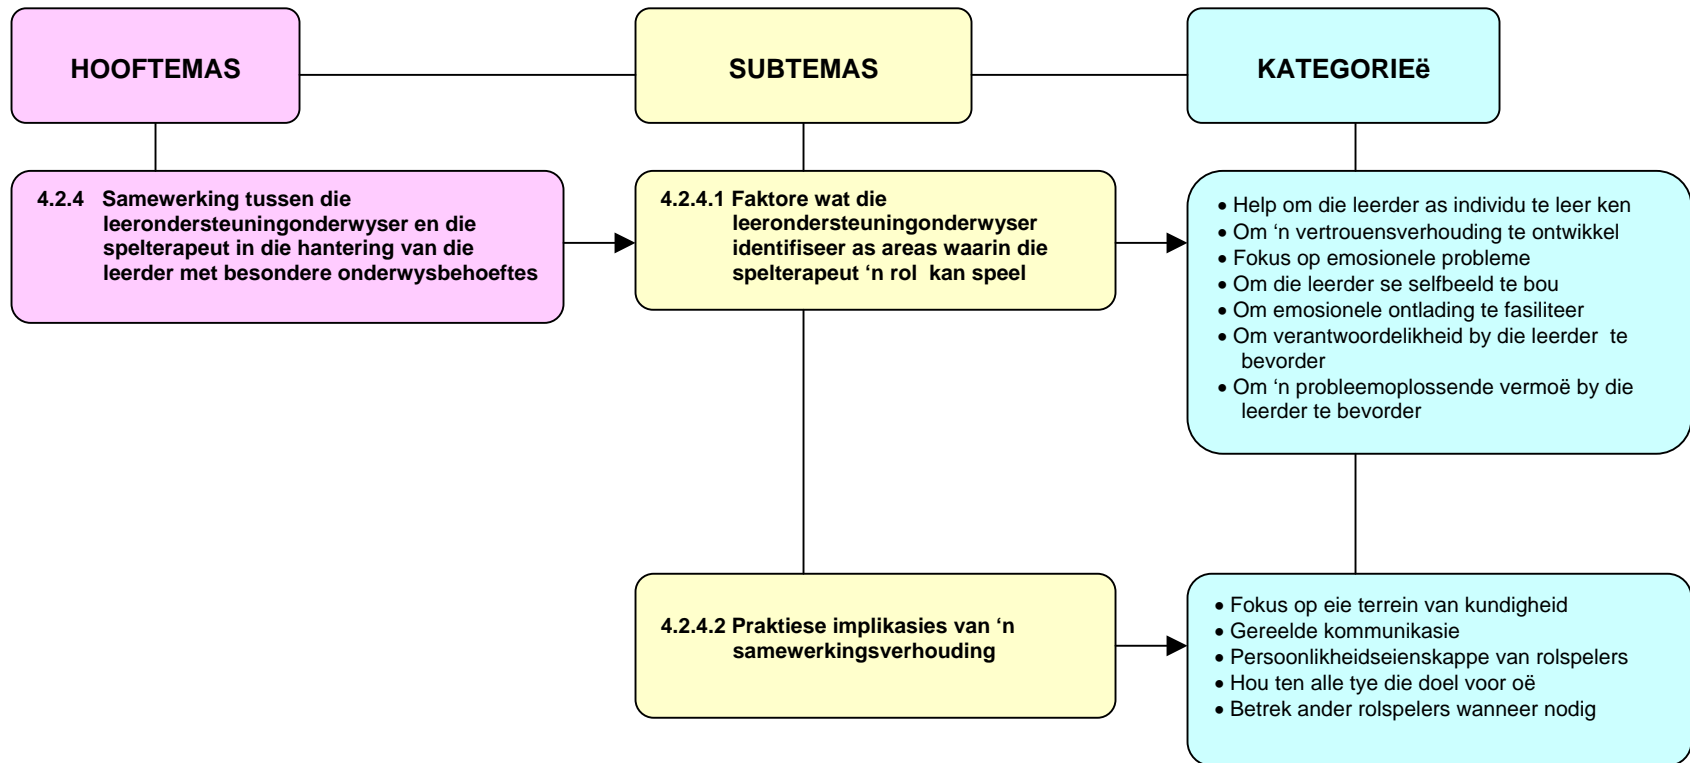 HOOFTEMAS
SUBTEMAS
KATEGORIEë
4.2.4 Samewerking tussen die
leerondersteuningonderwyser en die
spelterapeut in die hantering van die
leerder met besondere onderwysbehoeftes
4.2.4.1 Faktore wat die
leerondersteuningonderwyser
identifiseer as areas waarin die
spelterapeut ‘n rol kan speel
• Help om die leerder as individu te leer ken
• Om ‘n vertrouensverhouding te ontwikkel
• Fokus op emosionele probleme
• Om die leerder se selfbeeld te bou
• Om emosionele ontlading te fasiliteer
• Om verantwoordelikheid by die leerder te
bevorder
• Om ‘n probleemoplossende vermoë by die
leerder te bevorder
4.2.4.2 Praktiese implikasies van ‘n
samewerkingsverhouding
• Fokus op eie terrein van kundigheid
• Gereelde kommunikasie
• Persoonlikheidseienskappe van rolspelers
• Hou ten alle tye die doel voor oë
• Betrek ander rolspelers wanneer nodig